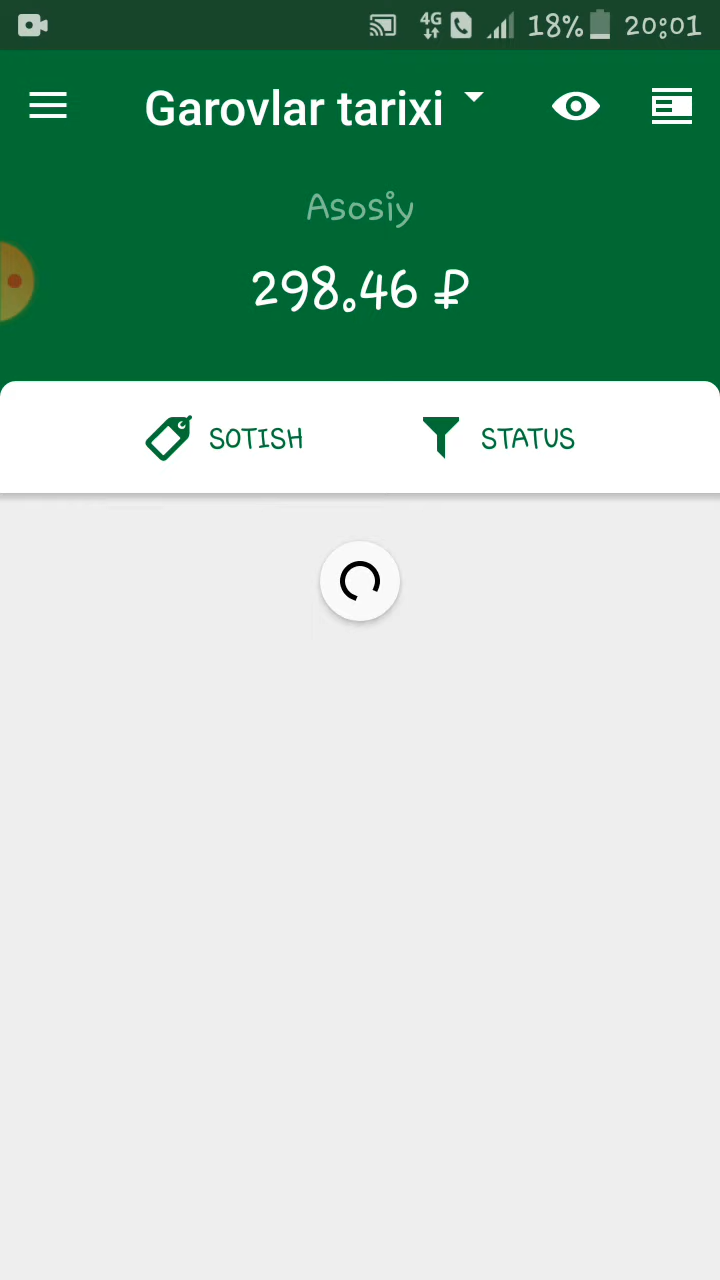 4G 18% 20:01
Garovlar tarixi
Asosiy
298.46 ₽
SOTISH STATUS